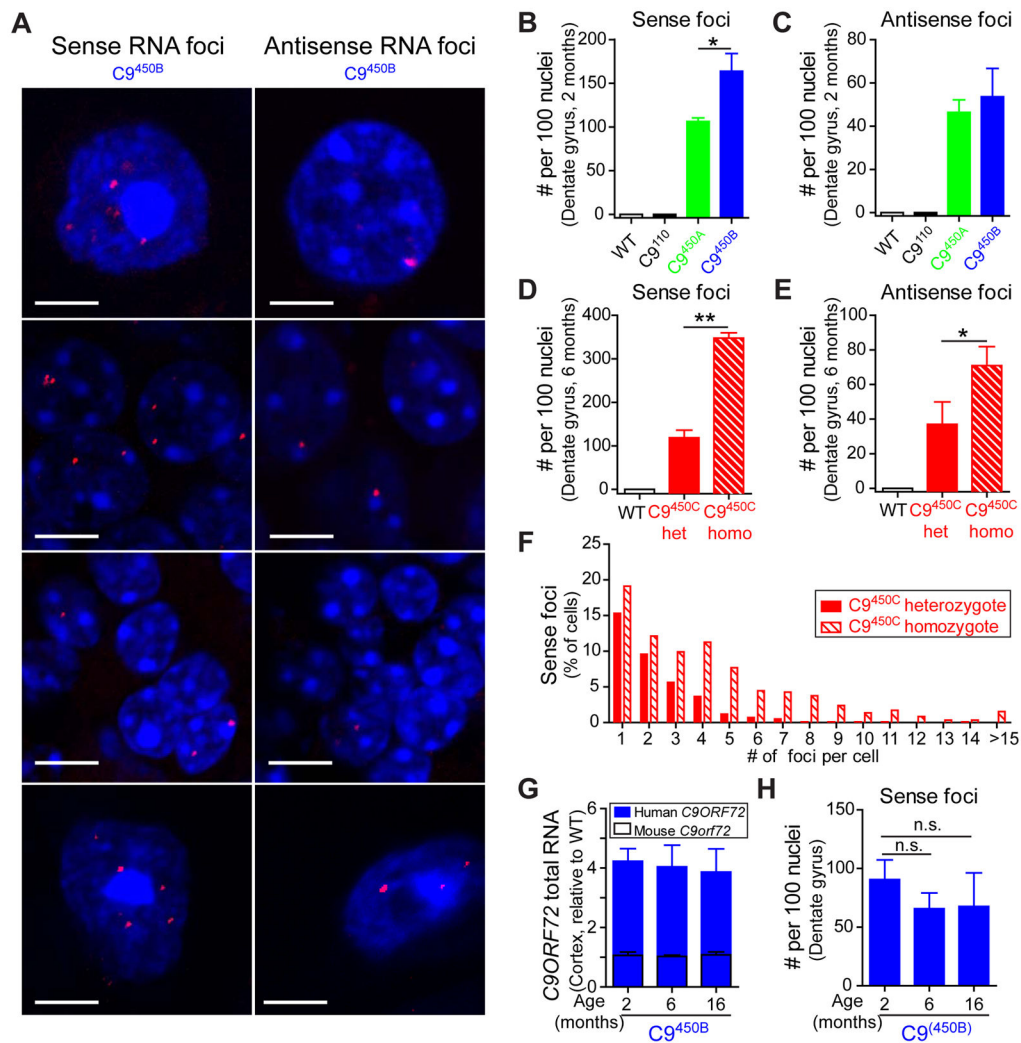 A
Sense RNA foci
C9450B
Antisense RNA foci
C9450B
B
Sense foci
# per 100 nuclei
(Dentate gyrus, 2 months)
200
150
100
50
0
*
WT
C9110
C9450A
C9450B
C
Antisense foci
# per 100 nuclei
(Dentate gyrus, 2 months)
80
60
40
20
0
WT
C9110
C9450A
C9450B
D
Sense foci
# per 100 nuclei
(Dentate gyrus, 6 months)
400
300
200
100
0
**
WT
C9450C
het
C9450C
homo
E
Antisense foci
# per 100 nuclei
(Dentate gyrus, 6 months)
100
80
60
40
20
0
*
WT
C9450C
het
C9450C
homo
F
Sense foci
(% of cells)
25
20
15
10
5
0
C9450C heterozygote
C9450C homozygote
1 2 3 4 5 6 7 8 9 10 11 12 13 14 >15
# of foci per cell
G
C9ORF72 total RNA
(Cortex, relative to WT)
6
4
2
0
Human C9ORF72
Mouse C9orf72
Age 2 6 16
(months)
C9450B
H
Sense foci
# per 100 nuclei
(Dentate gyrus)
150
100
75
50
25
0
n.s.
n.s.
Age 2 6 16
(months)
C9(450B)